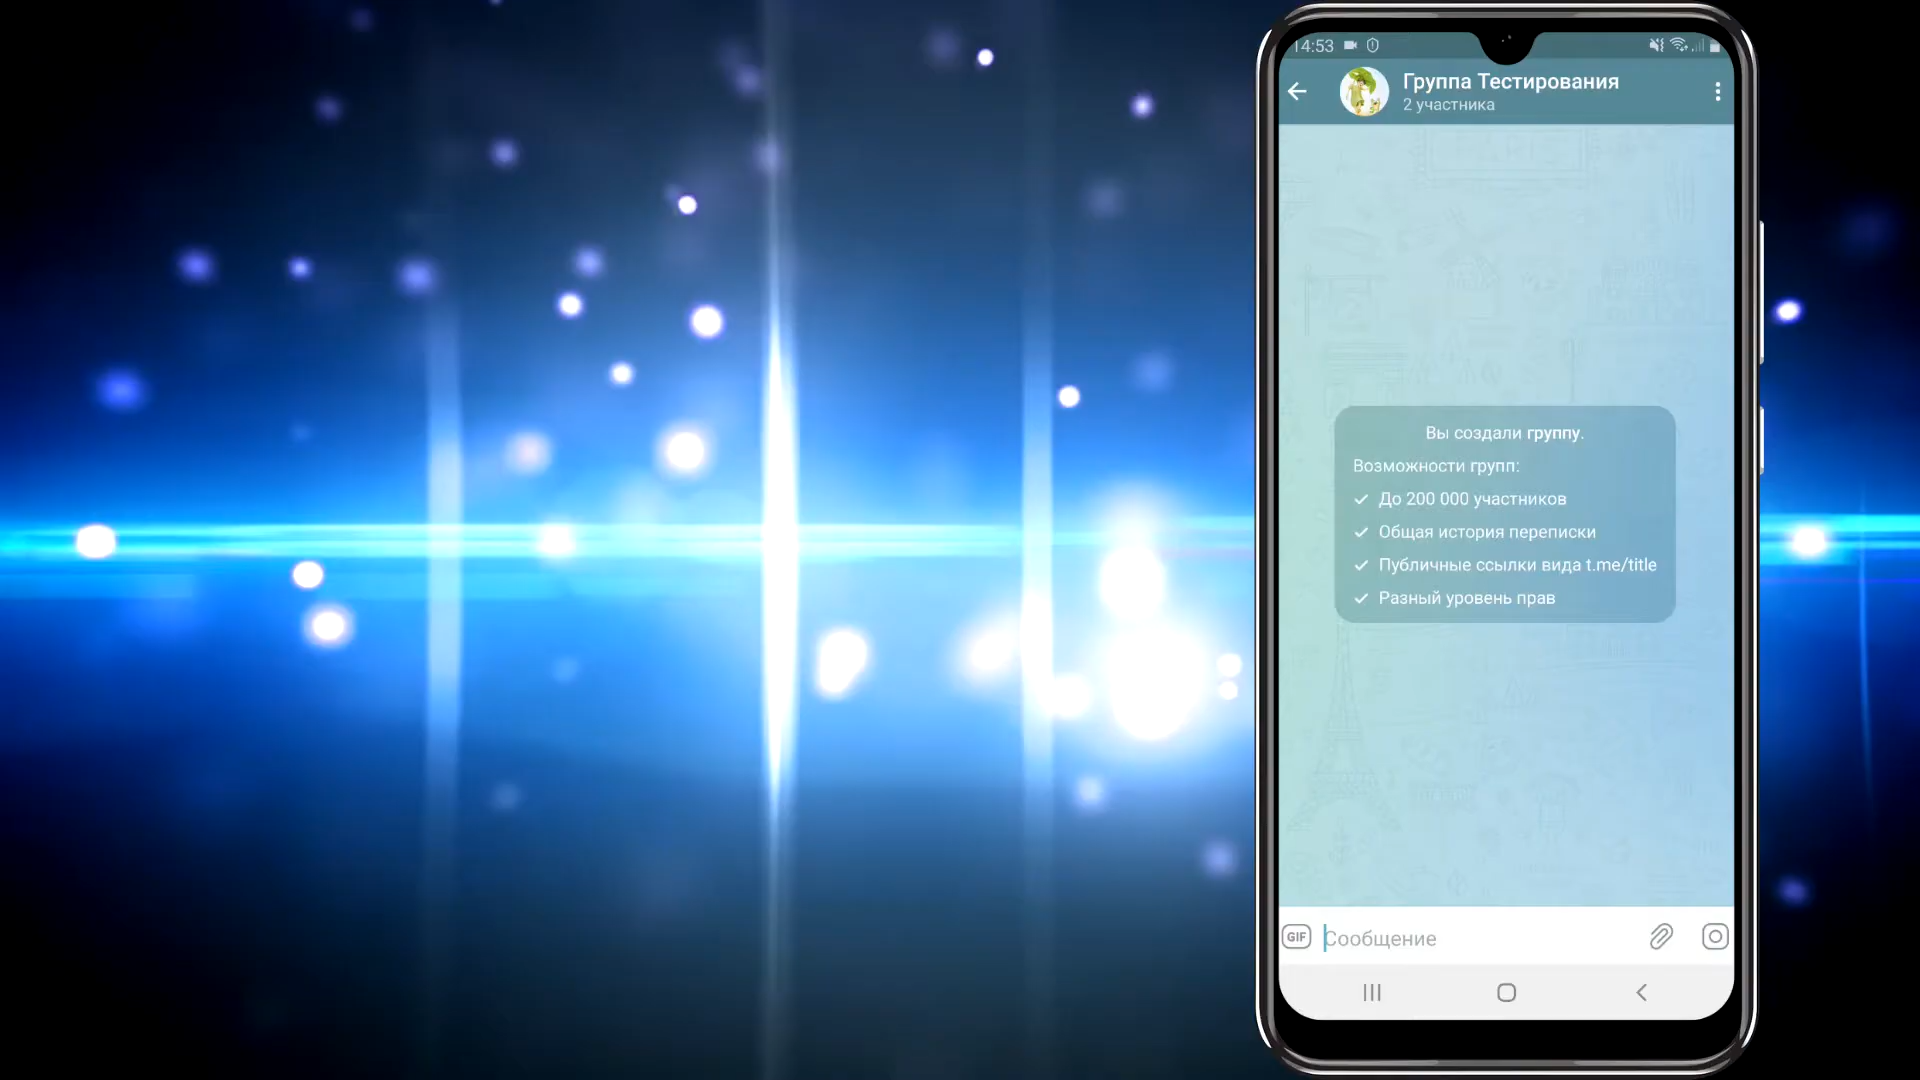 14:53
Группа Тестирования
2 участника
Вы создали группу.
Возможности групп:
До 200 000 участников
Общая история переписки
Публичные ссылки вида t.me/title
Разный уровень прав
GIF
Сообщение